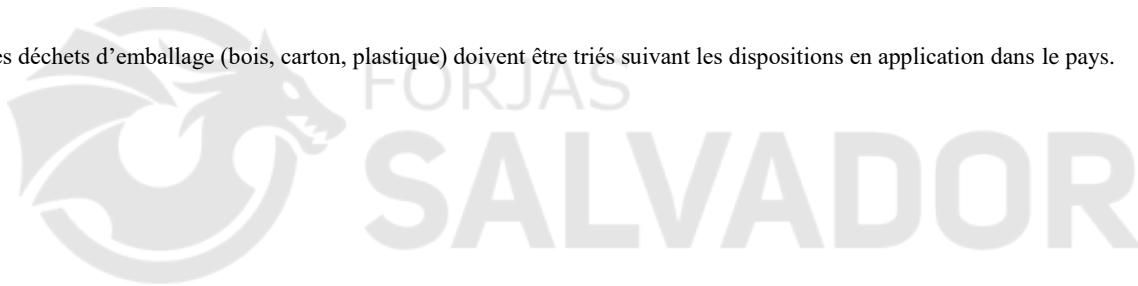 es déchets d’emballage (bois, carton, plastique) doivent être triés suivant les dispositions en application dans le pays.
FORJAS
SALVADOR